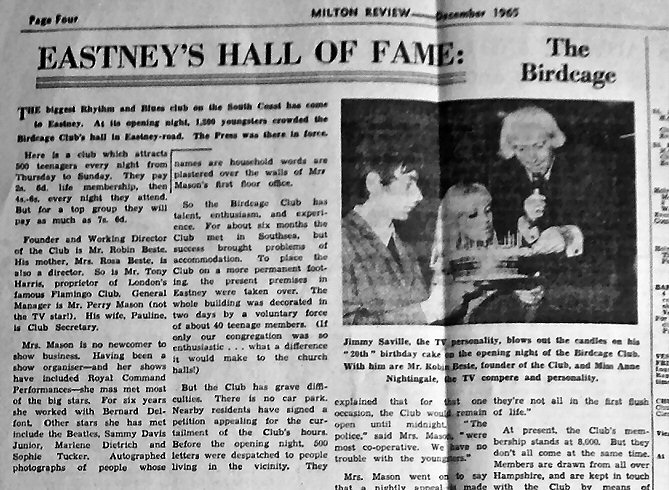 Page Four
MILTON REVIEW—December 1965
EASTNEY'S HALL OF FAME:
The
Birdcage
THE biggest Rhythm and Blues club on the South Coast has come
to Eastney. At its opening night, 1,200 youngsters crowded the
Birdcage Club's hall in Eastney-road. The Press was there in force.
Here is a club which attracts
500 teenagers every night from
Thursday to Sunday. They pay
2s. 6d. life membership, then
4s.-6s. every night they attend.
But for a top group they will
pay as much as 7s. 6d.
Founder and Working Director
of the Club is Mr. Robin Beste.
His mother, Mrs. Rosa Beste, is
also a director. So is Mr. Tony
Harris, proprietor of London's
famous Flamingo Club. General
Manager is Mr. Perry Mason (not
the TV star!). His wife, Pauline,
is Club Secretary.
Mrs. Mason is no newcomer to
show business. Having been a
show organiser—and her shows
have included Royal Command
Performances—she mas met most
of the big stars. For six years
she worked with Bernard Del-
font. Other stars she has met
include the Beatles, Sammy Davis
Junior, Marlene Dietrich and
Sophie Tucker. Autographed
photographs of people whose
names are household words are
plastered over the walls of Mrs
Mason's first floor office.
So the Birdcage Club has
talent, enthusiasm, and experi-
ence. For about six months the
Club met in Southsea, but
success brought problems of
accommodation. To place the
Club on a more permanent foot-
ing, the present premises in
Eastney were taken over. The
whole building was decorated in
two days by a voluntary force
of about 40 teenage members. (If
only our congregation was so
enthusiastic . . . what a difference
it would make to the church
halls!)
But the Club has grave diffi-
culties. There is no car park.
Nearby residents have signed a
petition appealing for the cur-
tailment of the Club's hours.
Before the opening night, 500
letters were despatched to people
living in the vicinity. They
Jimmy Saville, the TV personality, blows out the candles on his
"20th" birthday cake on the opening night of the Birdcage Club.
With him are Mr. Robin Beste, founder of the Club, and Miss Anne
Nightingale, the TV compere and personality.
explained that for that one
occasion, the Club would remain
open until midnight. "The
police," said Mrs. Mason, "were
most co-operative. We have no
trouble with the youngsters."
Mrs. Mason went on to say
that a nightly appeal is made
they're not all in the first flush
of life."
At present, the Club's mem-
bership stands at 8,000. But they
don't all come at the same time.
Members are drawn from all over
Hampshire, and are kept in touch
with the Club by means of